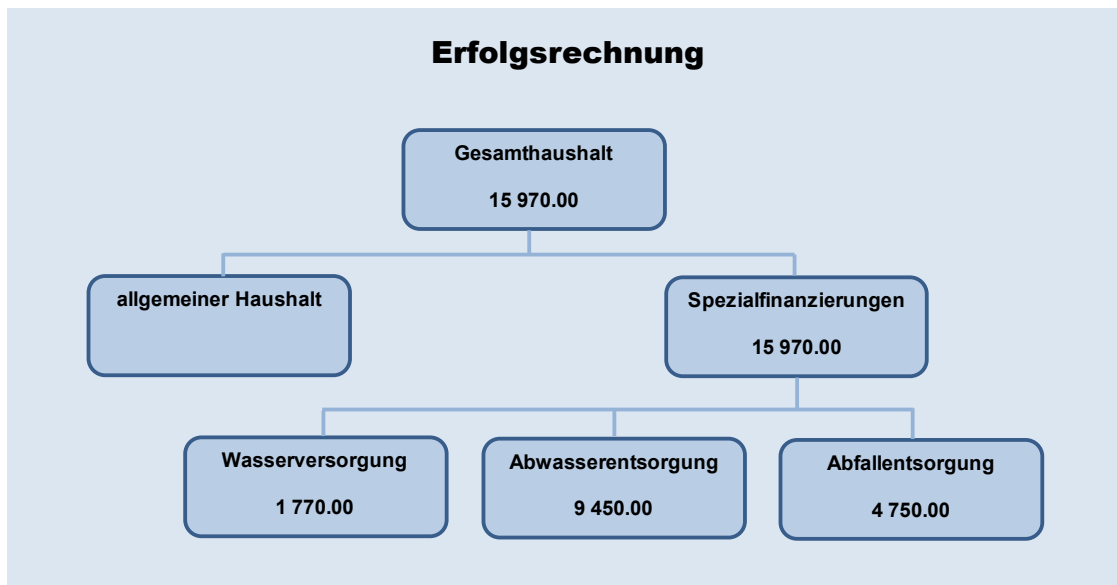 Erfolgsrechnung
Gesamthaushalt
15 970.00
allgemeiner Haushalt
Spezialfinanzierungen
15 970.00
Wasserversorgung
1 770.00
Abwasserentsorgung
9 450.00
Abfallentsorgung
4 750.00